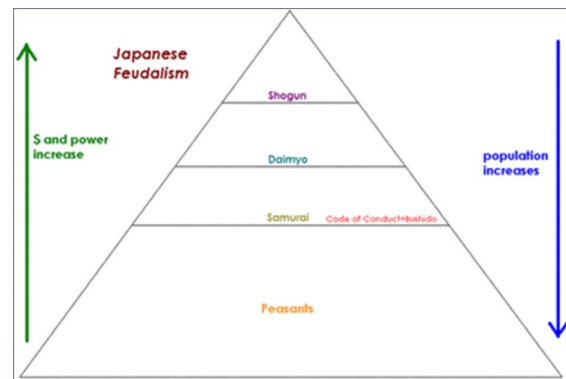 Japanese
Feudalism
Shogun
$ and power
increase
Daimyo
population
increases
Samurai
Code of Conduct=Bushido
Peasants